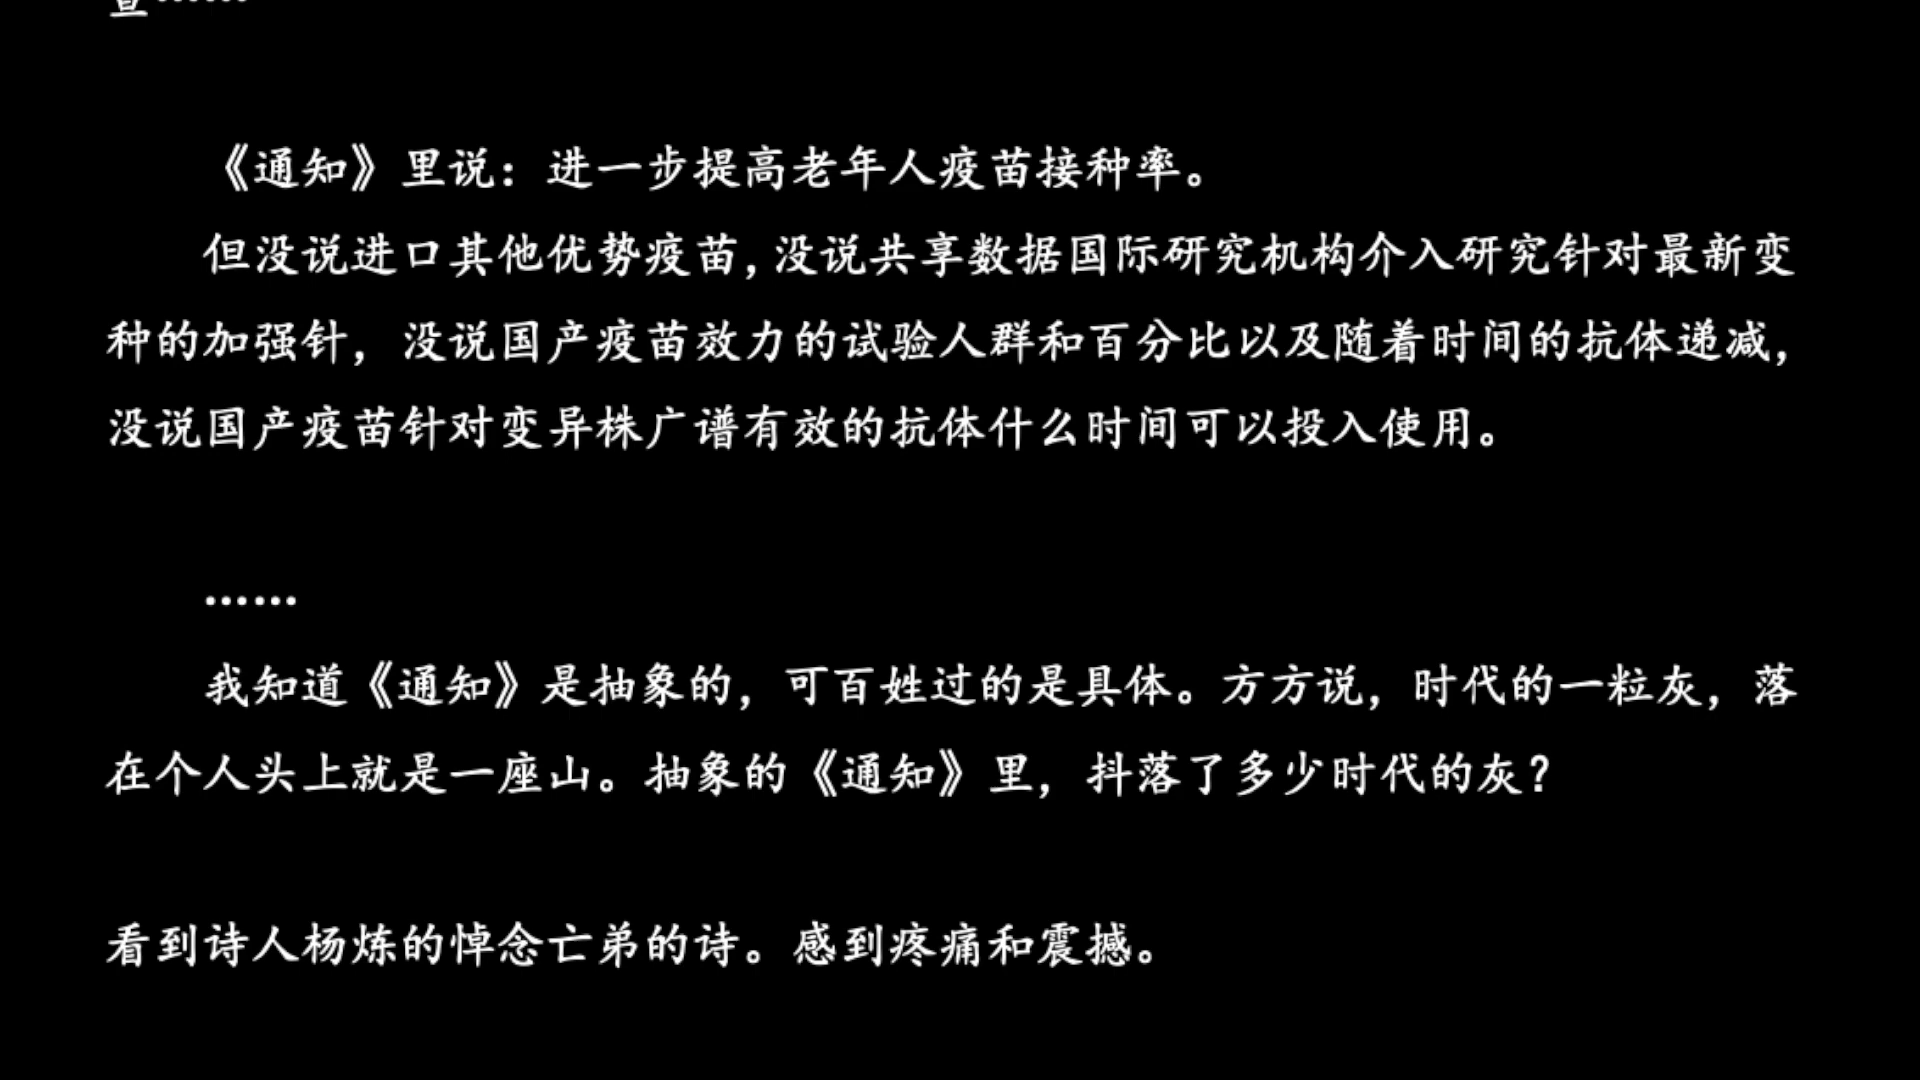 《通知》里说：进一步提高老年人疫苗接种率。
但没说进口其他优势疫苗，没说共享数据国际研究机构介入研究针对最新变
种的加强针，没说国产疫苗效力的试验人群和百分比以及随着时间的抗体递减，
没说国产疫苗针对变异株广谱有效的抗体什么时间可以投入使用。
……
我知道《通知》是抽象的，可百姓过的是具体。方方说，时代的一粒灰，落
在个人头上就是一座山。抽象的《通知》里，抖落了多少时代的灰？
看到诗人杨炼的悼念亡弟的诗。感到疼痛和震撼。